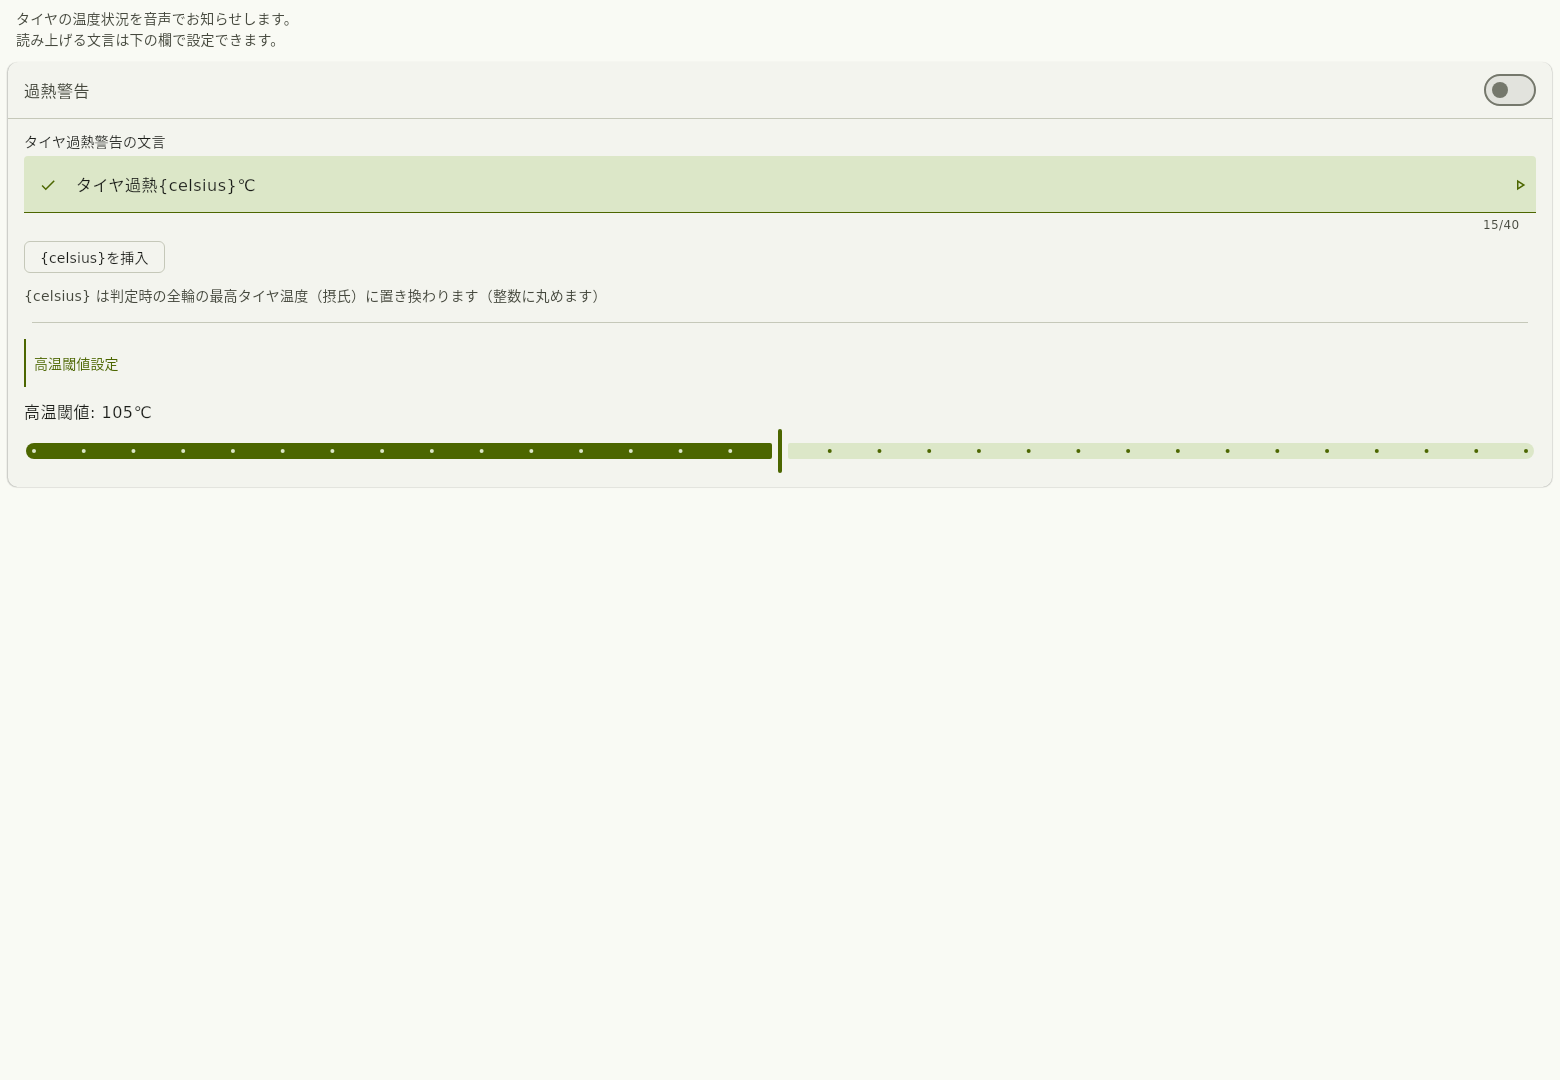 タイヤの温度状況を音声でお知らせします。
読み上げる文言は下の欄で設定できます。
過熱警告
タイヤ過熱警告の文言
タイヤ過熱{celsius}℃
15/40
{celsius}を挿入
{celsius} は判定時の全輪の最高タイヤ温度（摂氏）に置き換わります（整数に丸めます）
高温閾値設定
高温閾値: 105℃